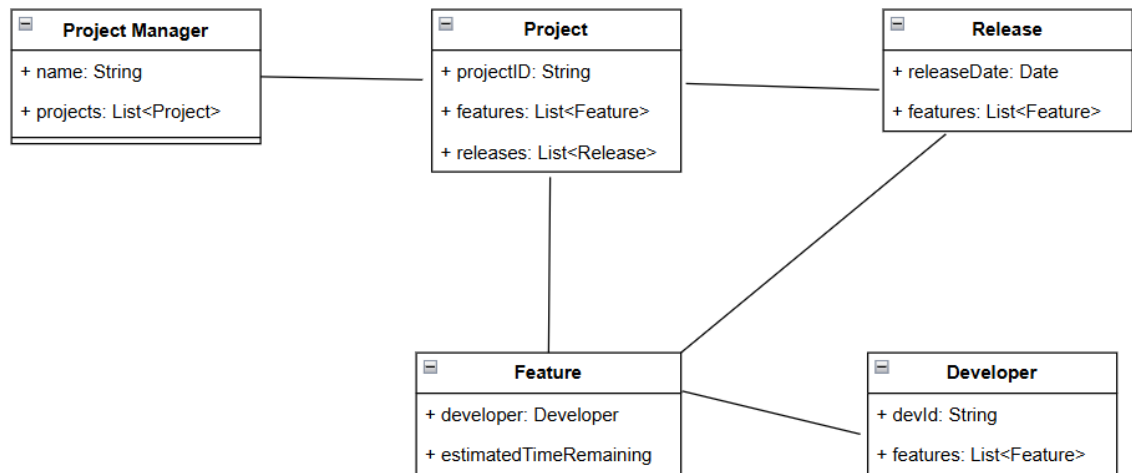 Project Manager
+ name: String
+ projects: List<Project>
Project
+ projectID: String
+ features: List<Feature>
+ releases: List<Release>
Release
+ releaseDate: Date
+ features: List<Feature>
Feature
+ developer: Developer
+ estimatedTimeRemaining
Developer
+ devId: String
+ features: List<Feature>